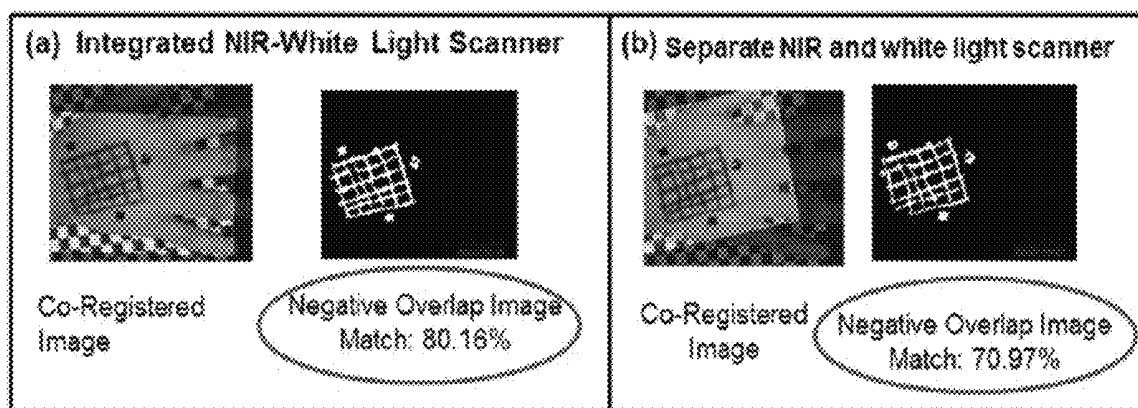 (a) Integrated NIR-White Light Scanner
Co-Registered
Image
Negative Overlap Image
Match: 80.16%
(b) Separate NIR and white light scanner
Co-Registered
Image
Negative Overlap Image
Match: 70.97%